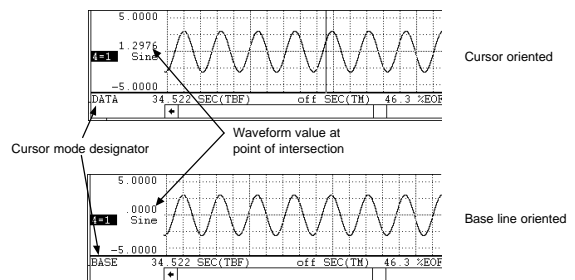 5.0000
1.2976
4=1 Sine
-5.0000
DATA 34.522 SEC(TBF) off SEC(TM) 46.3 %EOF
Cursor oriented
Cursor mode designator
Waveform value at
point of intersection
5.0000
.0000
4=1 Sine
-5.0000
BASE 34.522 SEC(TBF) off SEC(TM) 46.3 %EOF
Base line oriented